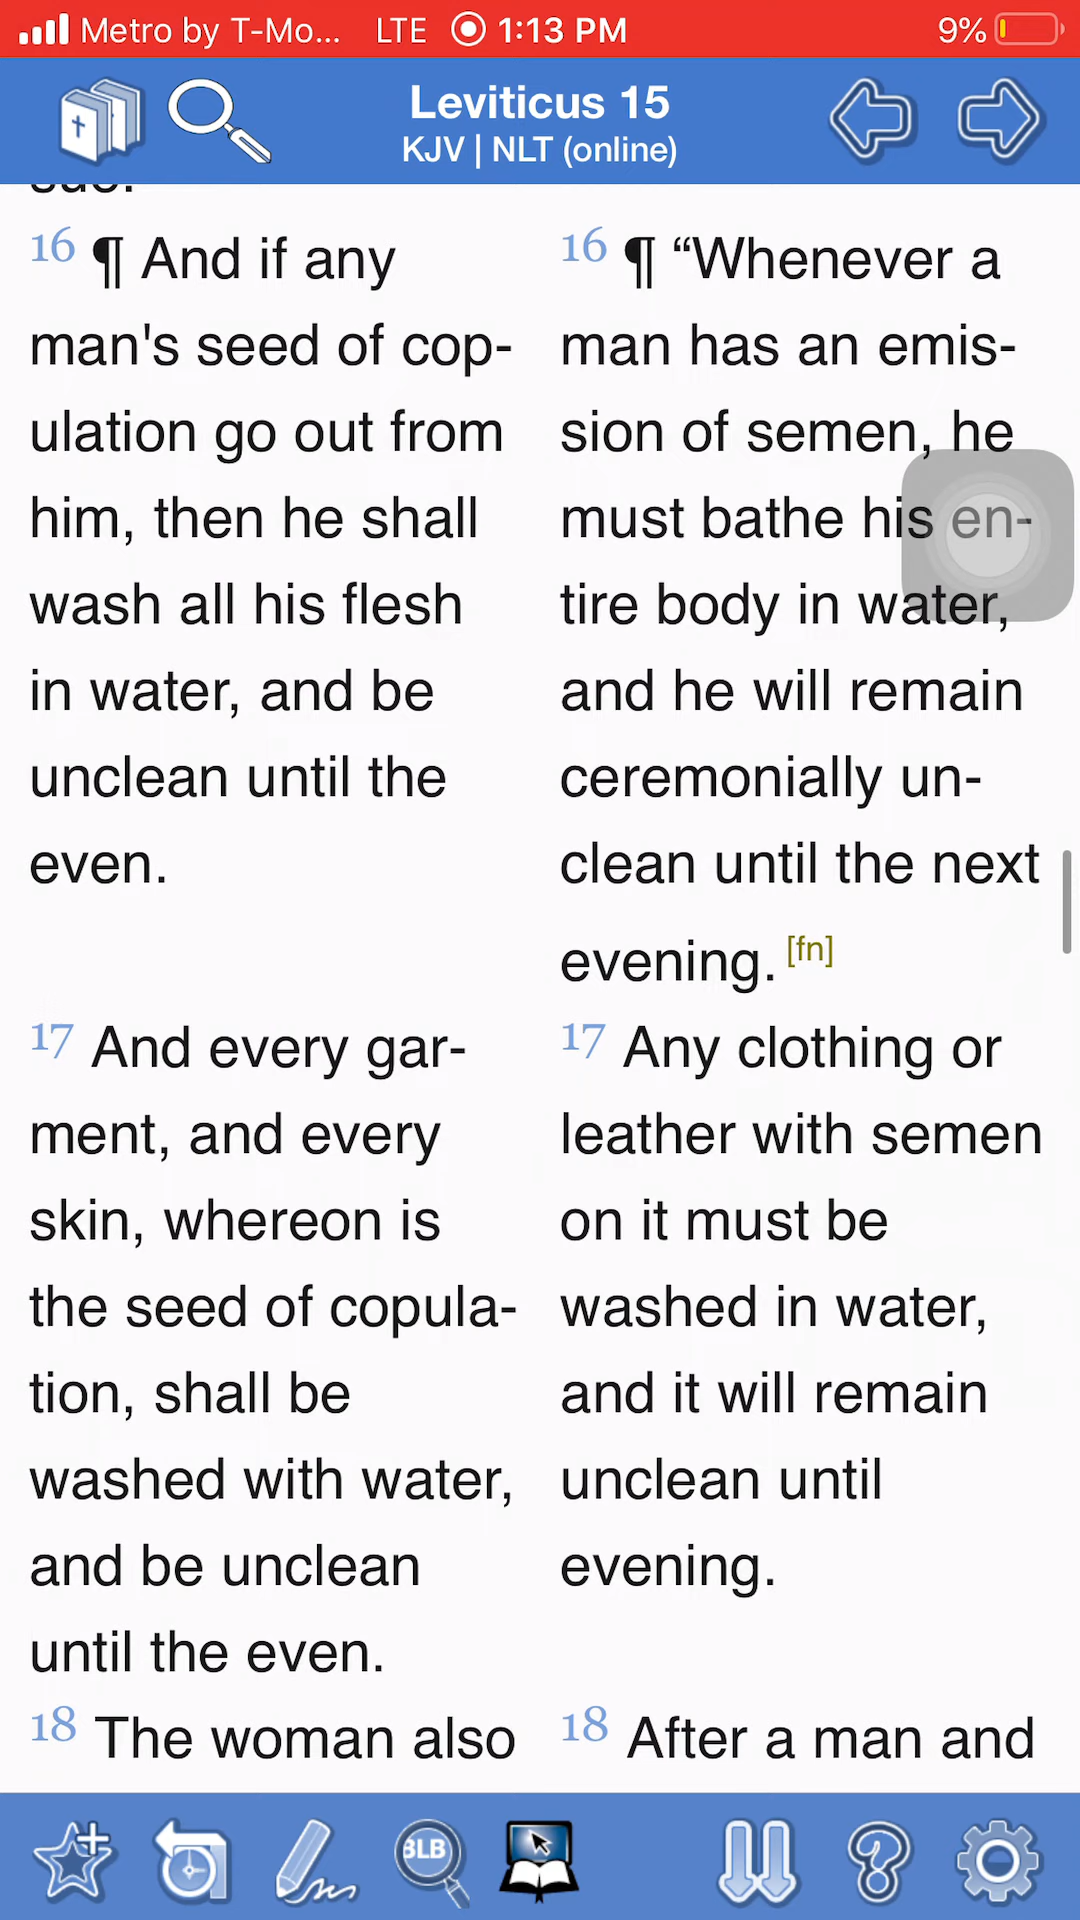 Metro by T-Mo... LTE 1:13 PM 9%
Leviticus 15
KJV | NLT (online)
16 ¶ And if any
man's seed of cop-
ulation go out from
him, then he shall
wash all his flesh
in water, and be
unclean until the
even.
17 And every gar-
ment, and every
skin, whereon is
the seed of copula-
tion, shall be
washed with water,
and be unclean
until the even.
18 The woman also
16 ¶ “Whenever a
man has an emis-
sion of semen, he
must bathe his en-
tire body in water,
and he will remain
ceremonially un-
clean until the next
evening. [fn]
17 Any clothing or
leather with semen
on it must be
washed in water,
and it will remain
unclean until
evening.
18 After a man and
BLB